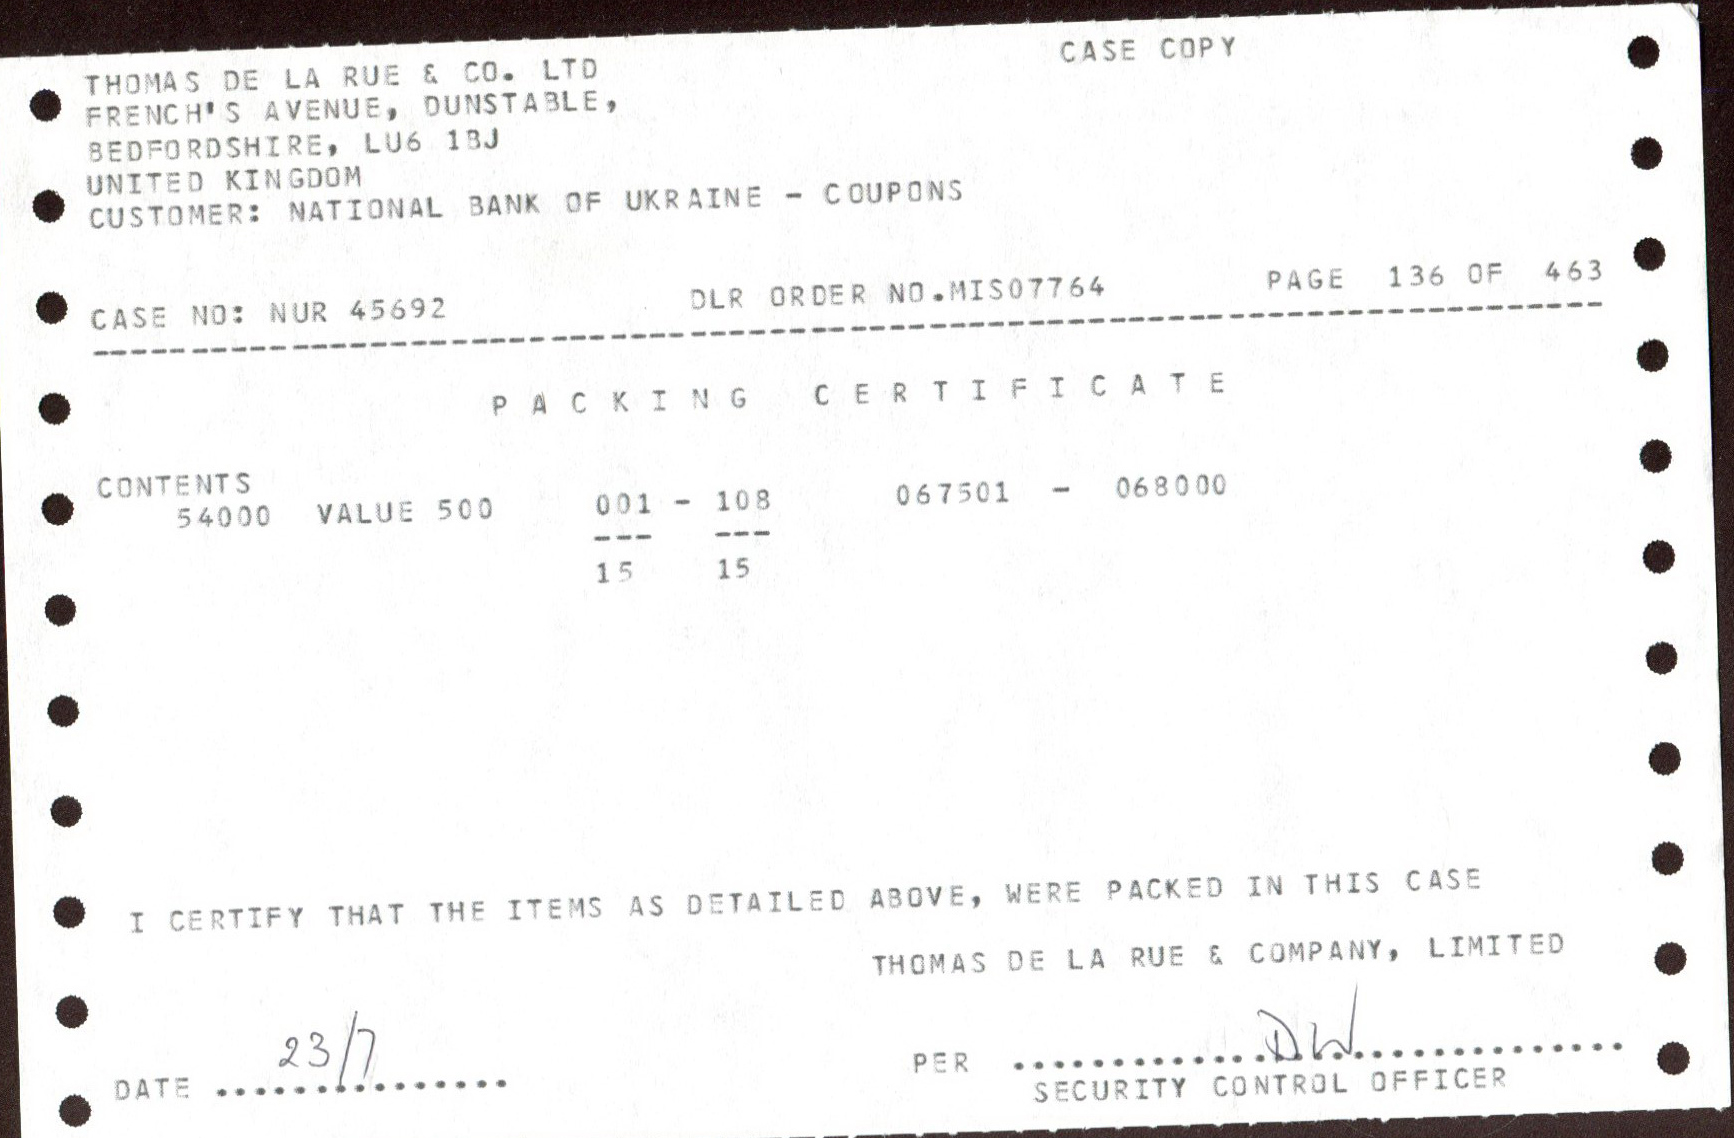 CASE COPY
THOMAS DE LA RUE & CO. LTD
FRENCH'S AVENUE, DUNSTABLE,
BEDFORDSHIRE, LU6 1BJ
UNITED KINGDOM
CUSTOMER: NATIONAL BANK OF UKRAINE - COUPONS
CASE NO: NUR 45692 DLR ORDER NO.MIS07764 PAGE 136 OF 463
PACKING CERTIFICATE
CONTENTS
54000 VALUE 500 001 - 108 067501 - 068000
--- ---
15 15
I CERTIFY THAT THE ITEMS AS DETAILED ABOVE, WERE PACKED IN THIS CASE
THOMAS DE LA RUE & COMPANY, LIMITED
DATE 23/7 PER DW
SECURITY CONTROL OFFICER